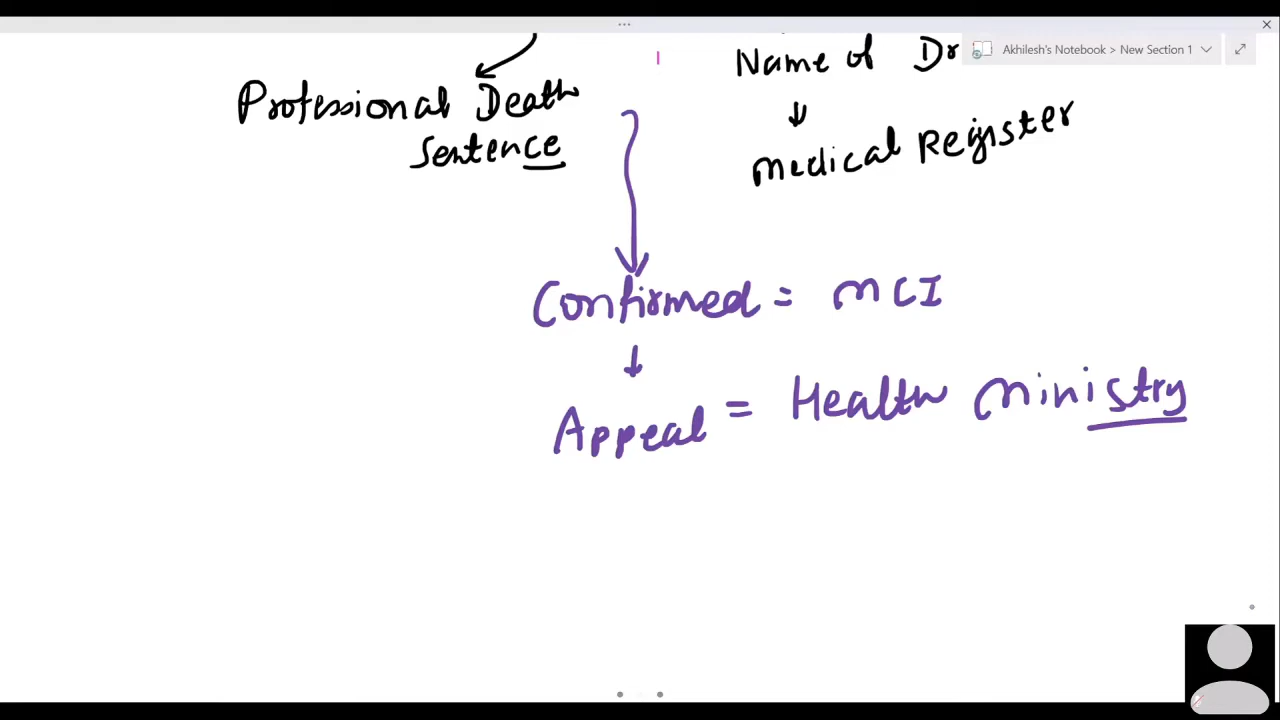 Akhilesh's Notebook > New Section 1
Name of Dr
Professional Death
Sentence
Medical Register
Confirmed = MCI
Appeal = Health Ministry